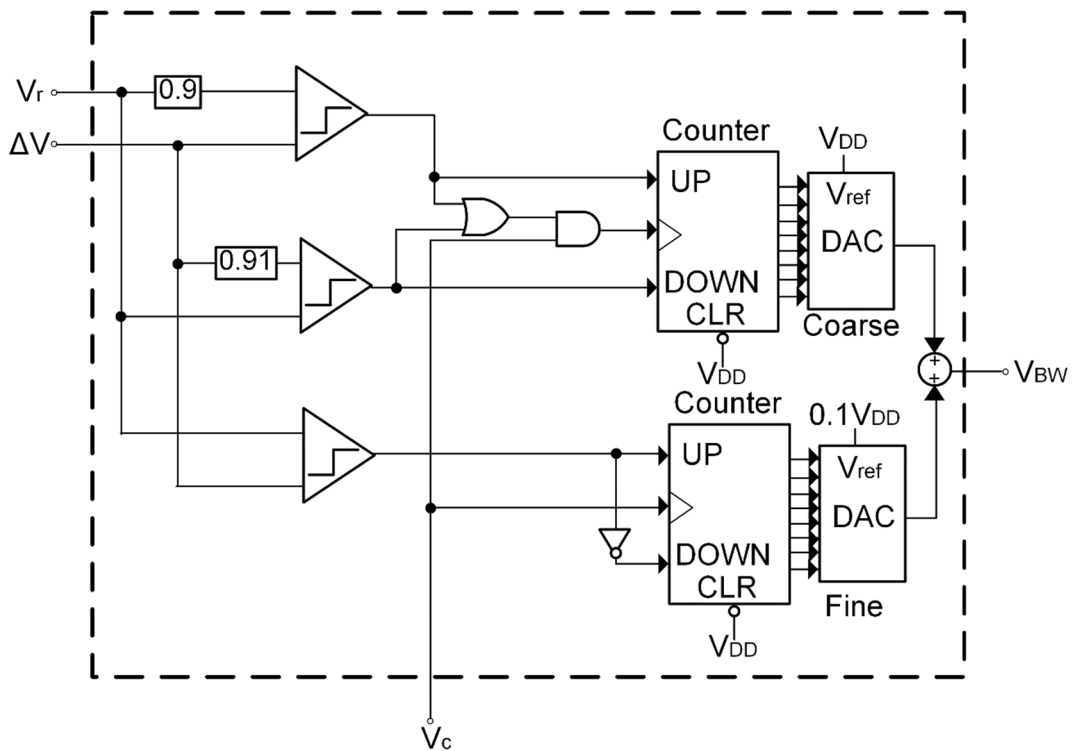 Vr
0.9
ΔV
0.91
Counter
UP
DOWN
CLR
VDD
VDD
Vref
DAC
Coarse
VBW
Counter
UP
DOWN
CLR
VDD
0.1VDD
Vref
DAC
Fine
+
+
Vc